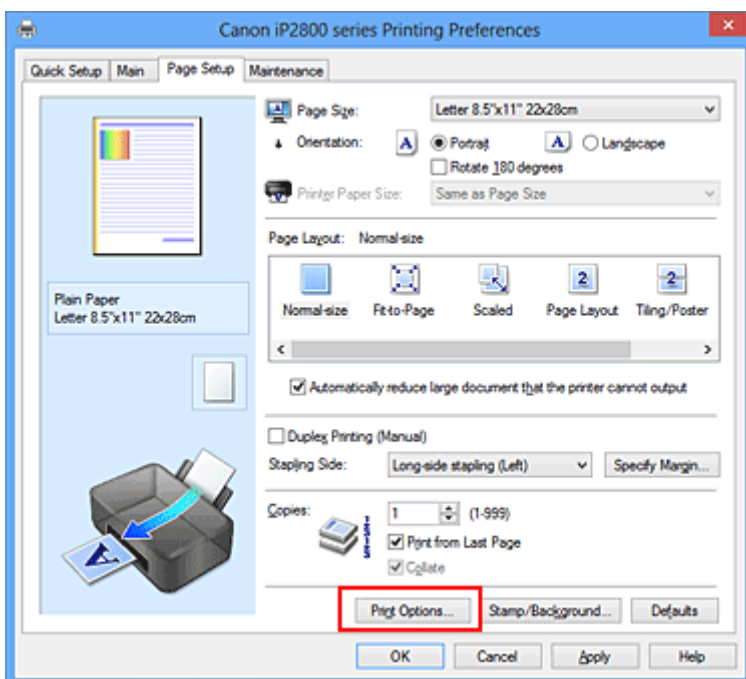 Canon iP2800 series Printing Preferences
Quick Setup Main Page Setup Maintenance
Page Size: Letter 8.5"x11" 22x28cm
Orientation: A Portrait A Landscape
Rotate 180 degrees
Printer Paper Size: Same as Page Size
Page Layout: Normal-size
2 2
Normal-size Fit-to-Page Scaled Page Layout Tiling/Poster
Plain Paper
Letter 8.5"x11" 22x28cm
Automatically reduce large document that the printer cannot output
Duplex Printing (Manual)
Stapling Side: Long-side stapling (Left) Specify Margin...
Copies: 1 (1-999)
Print from Last Page
Collate
A
Print Options... Stamp/Background... Defaults
OK Cancel Apply Help